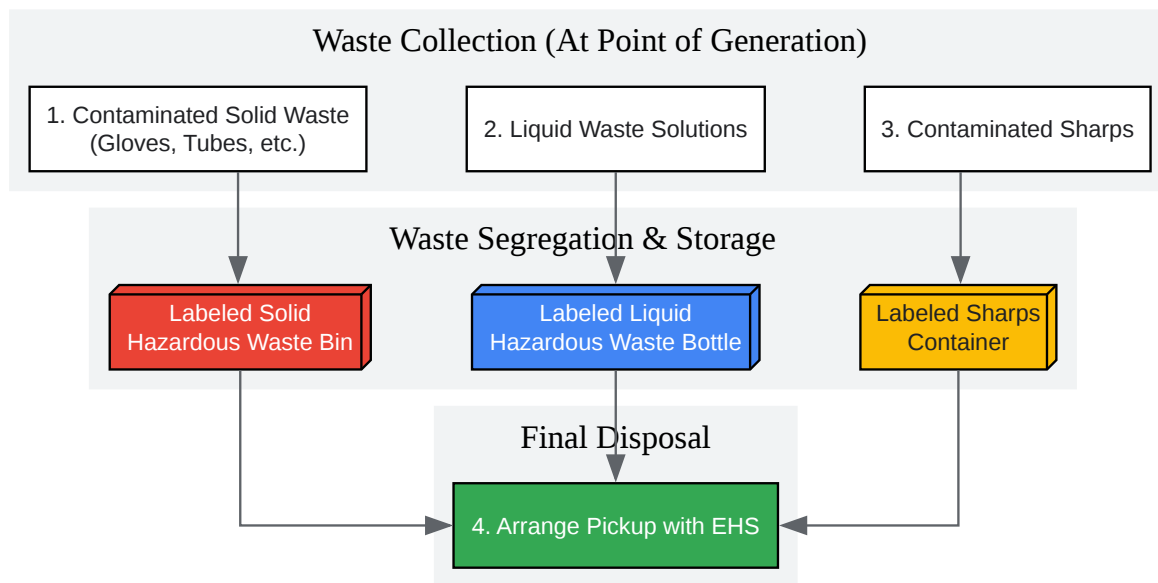 Waste Collection (At Point of Generation)
1. Contaminated Solid Waste
(Gloves, Tubes, etc.)
2. Liquid Waste Solutions
3. Contaminated Sharps
Waste Segregation & Storage
Labeled Solid
Hazardous Waste Bin
Labeled Liquid
Hazardous Waste Bottle
Labeled Sharps
Container
Final Disposal
4. Arrange Pickup with EHS